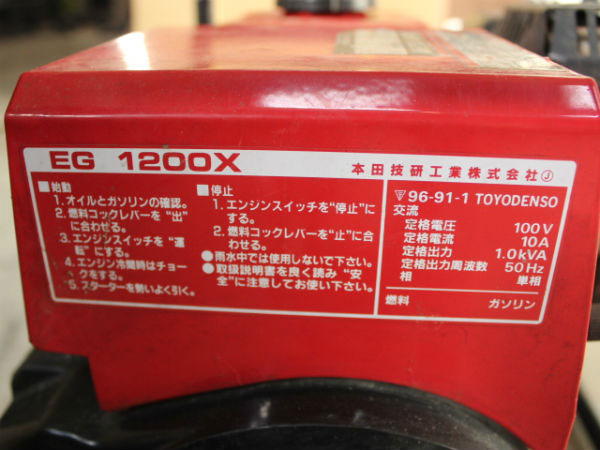 EG 1200X
本田技研工業株式会社Ⓙ
■始動
1. オイルとガソリンの確認。
2. 燃料コックレバーを“出”
に合わせる。
3. エンジンスイッチを“運
転”にする。
4. エンジン冷間時はチョー
クをする。
5. スターターを勢いよく引く。
■停止
1. エンジンスイッチを“停止”に
する。
2. 燃料コックレバーを“止”に合
わせる。
●雨水中では使用しないで下さい。
●取扱説明書を良く読み“安
全”に注意してお使い下さい。
▽96-91-1 TOYODENSO
交流
定格電圧 100V
定格電流 10A
定格出力 1.0kVA
定格出力周波数 50Hz
相 単相
燃料 ガソリン